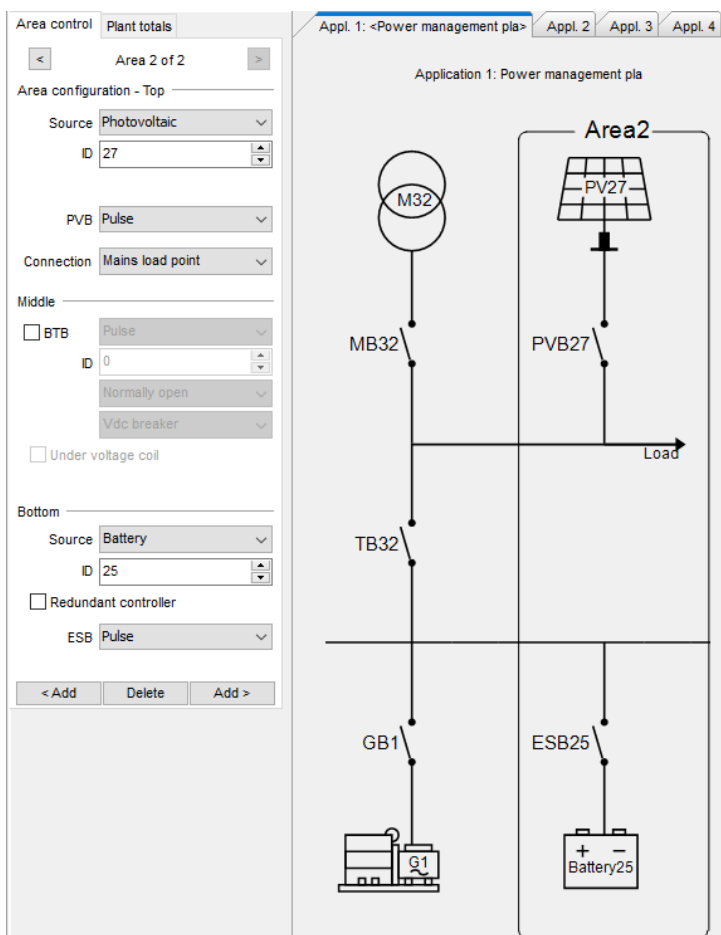 Area control
Plant totals
<
Area 2 of 2
>
Area configuration - Top
Source Photovoltaic
ID 27
PVB Pulse
Connection Mains load point
Middle
BTB Pulse
ID 0
Normally open
Vdc breaker
Under voltage coil
Bottom
Source Battery
ID 25
Redundant controller
ESB Pulse
< Add
Delete
Add >
Appl. 1: <Power management pla>
Appl. 2
Appl. 3
Appl. 4
Application 1: Power management pla
Area2
M32
PV27
MB32
PVB27
Load
TB32
GB1
ESB25
G1
+ −
Battery25